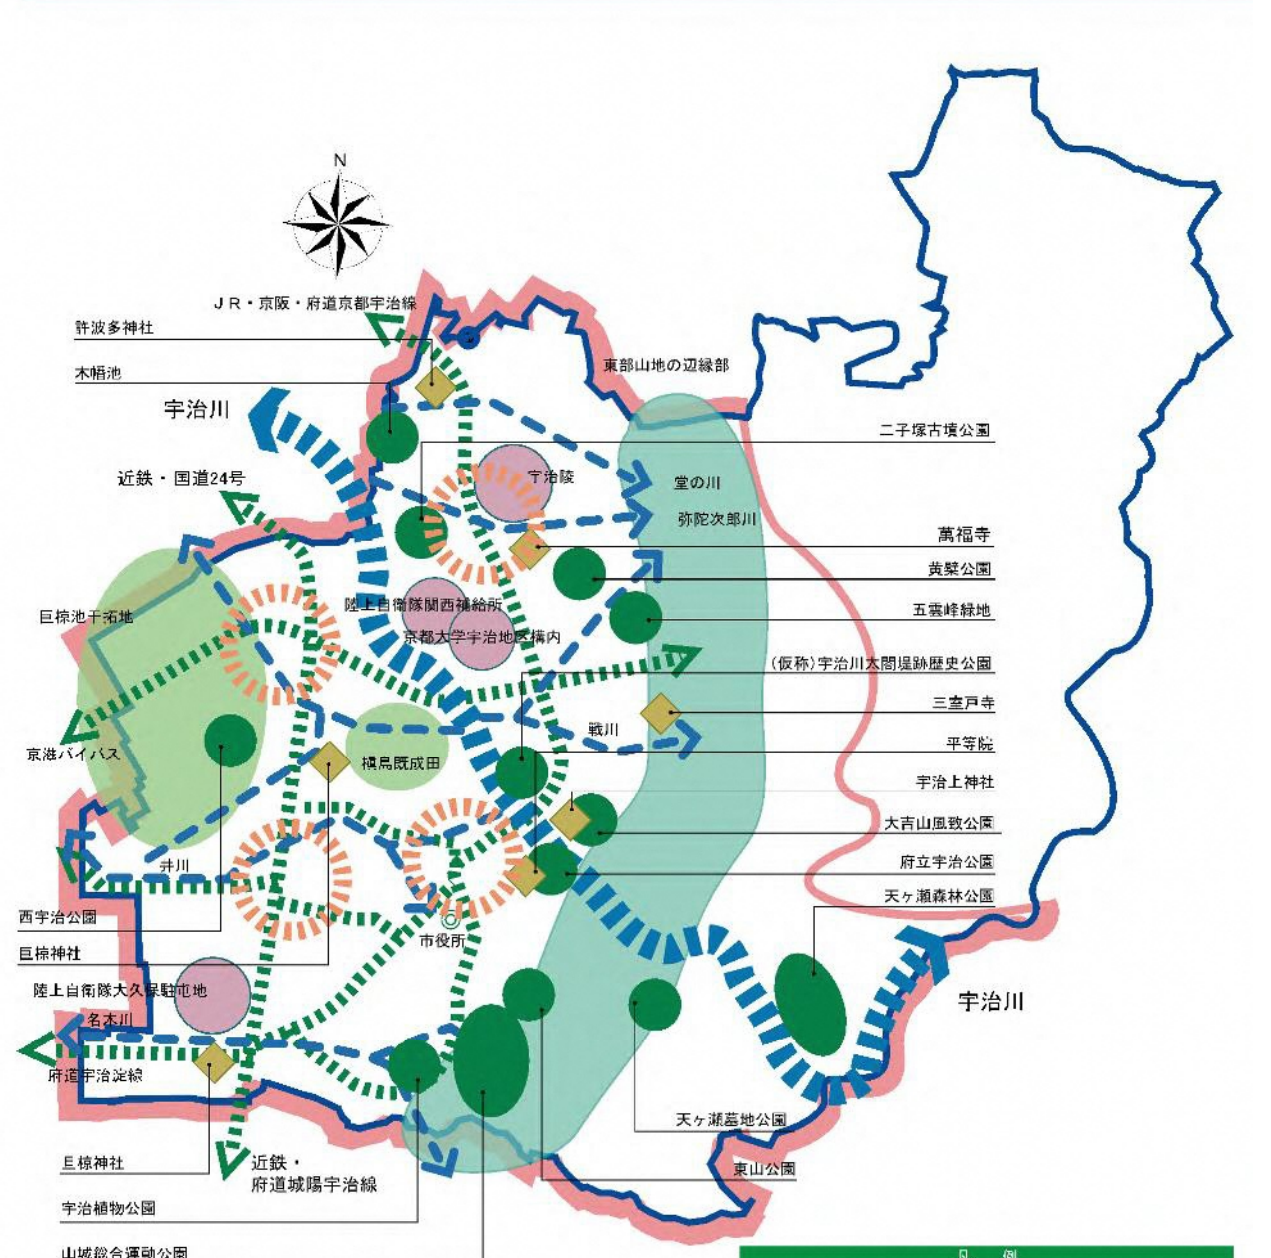 N
JR・京阪・府道京都宇治線
許波多神社
東部山地の辺縁部
木幡池
宇治川
二子塚古墳公園
近鉄・国道24号
宇治陵
堂の川
弥陀次郎川
萬福寺
黄檗公園
陸上自衛隊関西補給所
五雲峰緑地
巨椋池干拓地
京都大学宇治地区構内
(仮称)宇治川太閤堤跡歴史公園
三室戸寺
戦川
平等院
京滋バイパス
槇島既成田
宇治上神社
大吉山風致公園
井川
府立宇治公園
天ヶ瀬森林公園
西宇治公園
市役所
巨椋神社
陸上自衛隊大久保駐屯地
宇治川
名木川
府道宇治淀線
天ヶ瀬墓地公園
旦椋神社
近鉄・
府道城陽宇治線
東山公園
宇治植物公園
山城総合運動公園
凡 例